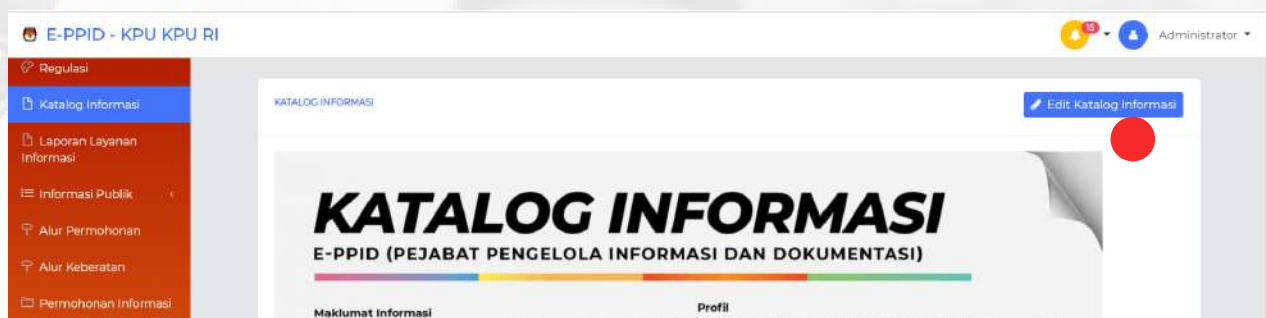 E-PPID - KPU KPU RI
15
Administrator
Regulasi
Katalog Informasi
Laporan Layanan
Informasi
Informasi Publik
Alur Permohonan
Alur Keberatan
Permohonan Informasi
KATALOG INFORMASI
Edit Katalog Informasi
KATALOG INFORMASI
E-PPID (PEJABAT PENGELOLA INFORMASI DAN DOKUMENTASI)
Maklumat Informasi
Profil